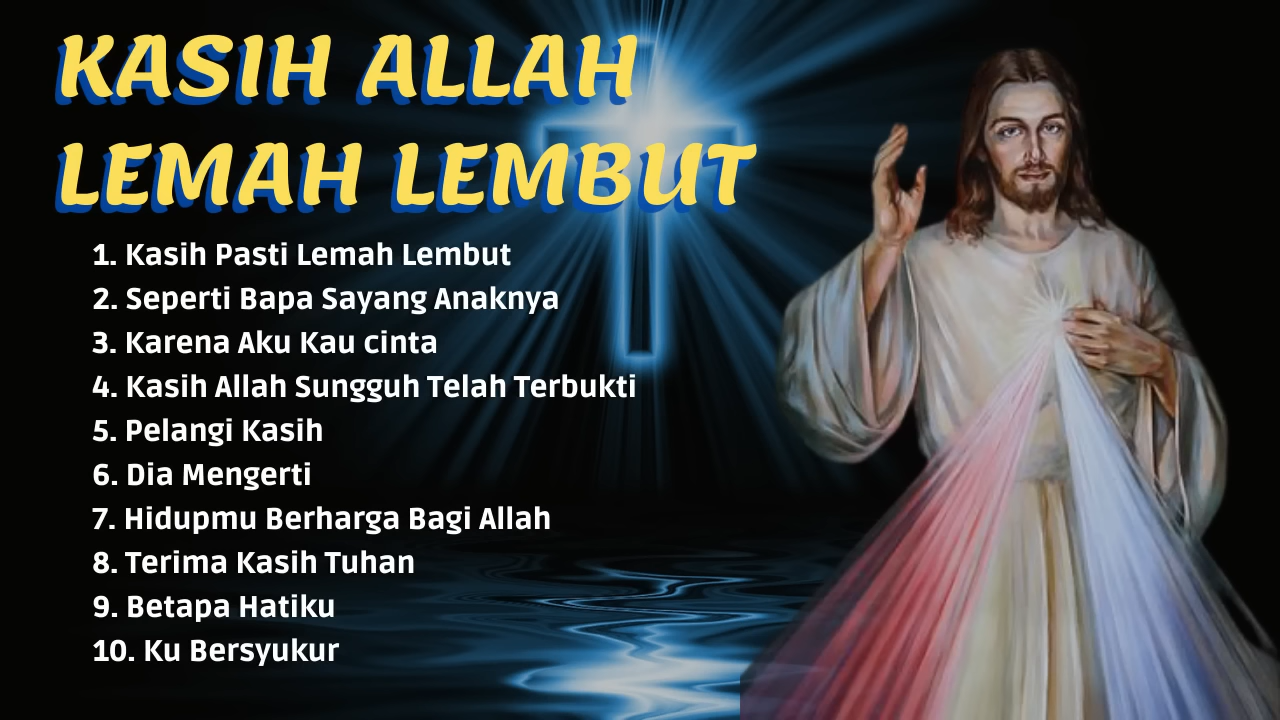 KASIH ALLAH
LEMAH LEMBUT
1. Kasih Pasti Lemah Lembut
2. Seperti Bapa Sayang Anaknya
3. Karena Aku Kau cinta
4. Kasih Allah Sungguh Telah Terbukti
5. Pelangi Kasih
6. Dia Mengerti
7. Hidupmu Berharga Bagi Allah
8. Terima Kasih Tuhan
9. Betapa Hatiku
10. Ku Bersyukur